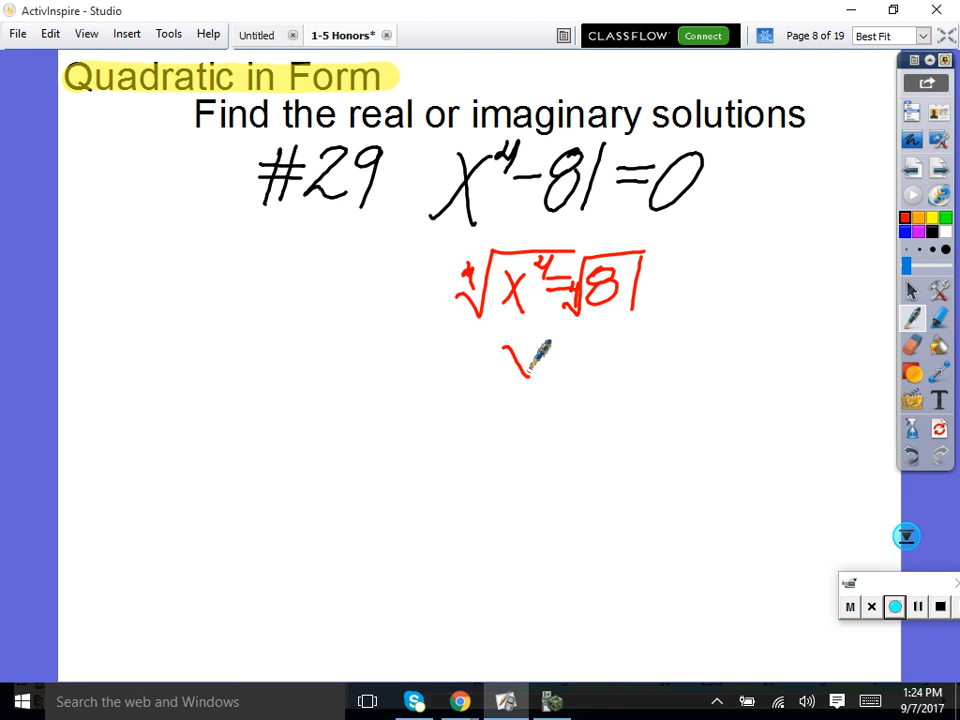 ActivInspire - Studio
File Edit View Insert Tools Help Untitled 1-5 Honors* CLASSFLOW Connect Page 8 of 19 Best Fit
Quadratic in Form
Find the real or imaginary solutions
#29 x⁴-81=0
⁴√x⁴=⁴√81
T
M
Search the web and Windows
1:24 PM
9/7/2017